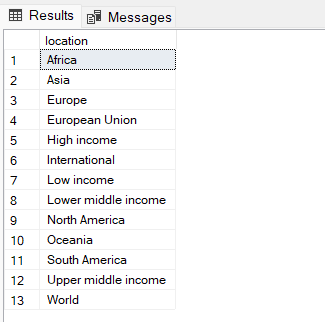 Results Messages
location
1 Africa
2 Asia
3 Europe
4 European Union
5 High income
6 International
7 Low income
8 Lower middle income
9 North America
10 Oceania
11 South America
12 Upper middle income
13 World